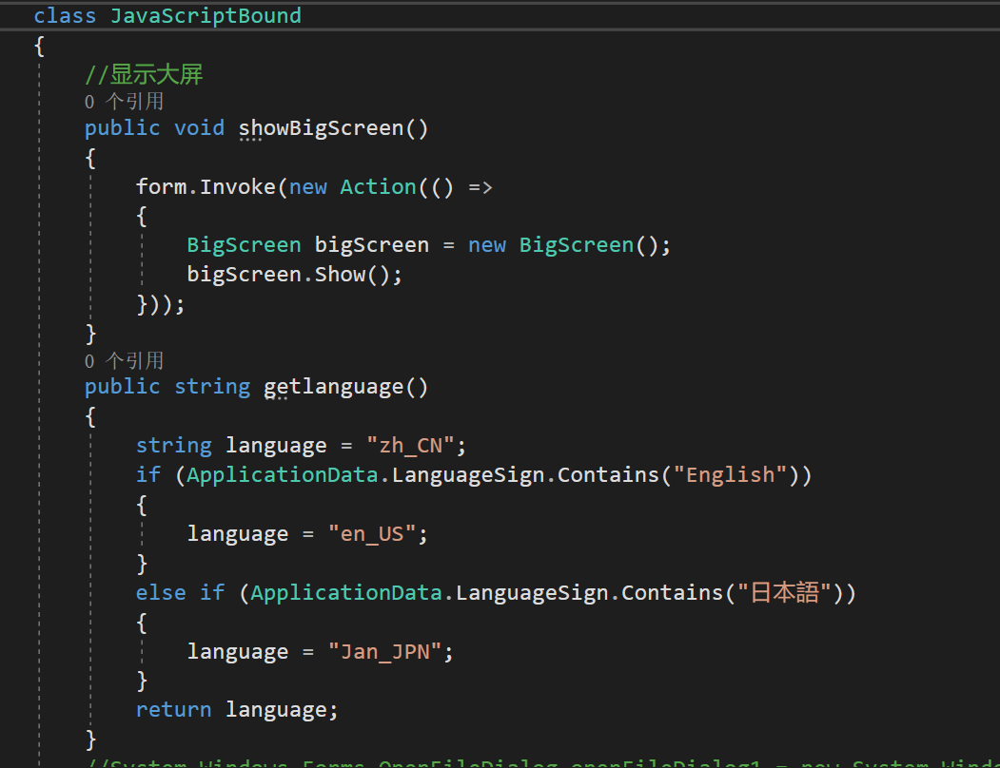 class JavaScriptBound
{
//显示大屏
0 个引用
public void showBigScreen()
{
form.Invoke(new Action(() =>
{
BigScreen bigScreen = new BigScreen();
bigScreen.Show();
}));
}
0 个引用
public string getlanguage()
{
string language = "zh_CN";
if (ApplicationData.LanguageSign.Contains("English"))
{
language = "en_US";
}
else if (ApplicationData.LanguageSign.Contains("日本語"))
{
language = "Jan_JPN";
}
return language;
}
//System.Windows.Forms.OpenFileDialog openFileDialog1 = new System.Wind